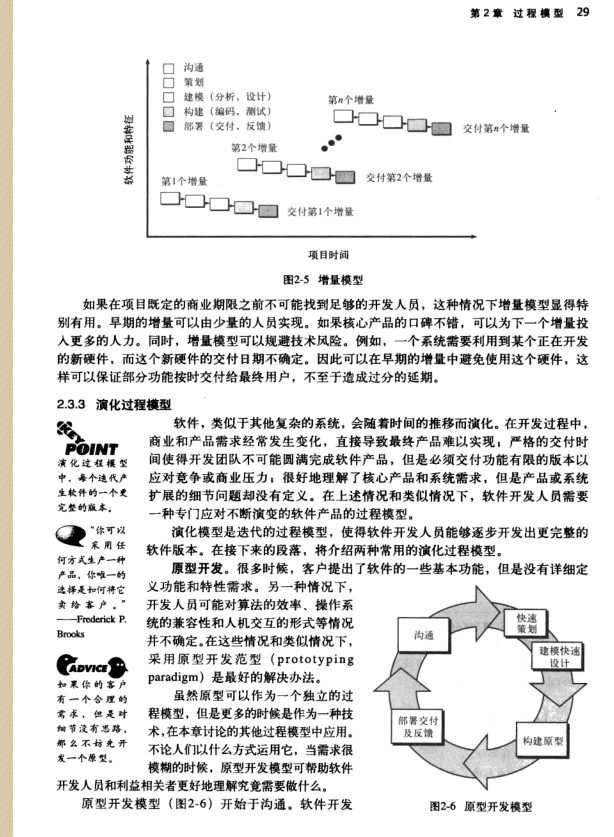 第2章 过程模型 29
沟通
策划
建模（分析，设计）
构建（编码，测试）
部署（交付，反馈）
软件功能和特征
第n个增量
交付第n个增量
第2个增量
交付第2个增量
第1个增量
交付第1个增量
项目时间
图2-5 增量模型
如果在项目既定的商业期限之前不可能找到足够的开发人员，这种情况下增量模型显得特
别有用。早期的增量可以由少量的人员实现。如果核心产品的口碑不错，可以为下一个增量投
入更多的人力。同时，增量模型可以规避技术风险。例如，一个系统需要利用到某个正在开发
的新硬件，而这个新硬件的交付日期不确定。因此可以在早期的增量中避免使用这个硬件，这
样可以保证部分功能按时交付给最终用户，不至于造成过分的延期。
2.3.3 演化过程模型
软件，类似于其他复杂的系统，会随着时间的推移而演化。在开发过程中，
商业和产品需求经常发生变化，直接导致最终产品难以实现；严格的交付时
间使得开发团队不可能圆满完成软件产品，但是必须交付功能有限的版本以
应对竞争或商业压力；很好地理解了核心产品和系统需求，但是产品或系统
扩展的细节问题却没有定义。在上述情况和类似情况下，软件开发人员需要
一种专门应对不断演变的软件产品的过程模型。
演化模型是迭代的过程模型，使得软件开发人员能够逐步开发出更完整的
软件版本。在接下来的段落，将介绍两种常用的演化过程模型。
原型开发。很多时候，客户提出了软件的一些基本功能，但是没有详细定
义功能和特性需求。另一种情况下，
开发人员可能对算法的效率、操作系
统的兼容性和人机交互的形式等情况
并不确定。在这些情况和类似情况下，
采用原型开发范型（prototyping
paradigm）是最好的解决办法。
虽然原型可以作为一个独立的过
程模型，但是更多的时候是作为一种技
术，在本章讨论的其他过程模型中应用。
不论人们以什么方式运用它，当需求很
模糊的时候，原型开发模型可帮助软件
开发人员和利益相关者更好地理解究竟需要做什么。
原型开发模型（图2-6）开始于沟通。软件开发
KEY
POINT
演化过程模型
中，每个迭代产
生软件的一个更
完整的版本。
“你可以
采用任
何方式生产一种
产品，你唯一的
选择是如何将它
卖给客户。”
——Frederick P.
Brooks
ADVICE
如果你的客户
有一个合理的
需求，但是对
细节没有思路，
那么不妨先开
发一个原型。
沟通
快速
策划
建模快速
设计
构建原型
部署交付
及反馈
图2-6 原型开发模型